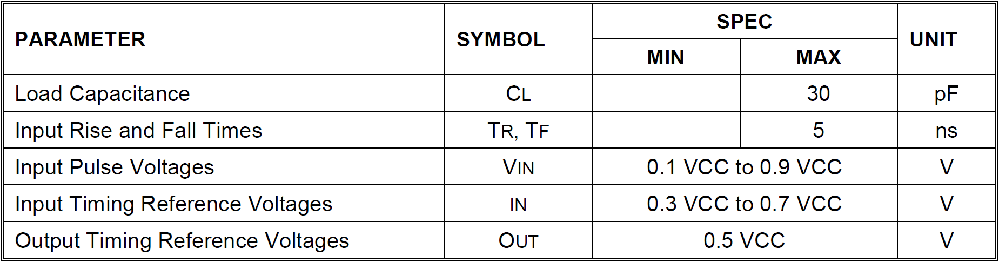 PARAMETER SYMBOL SPEC UNIT
MIN MAX
Load Capacitance CL 30 pF
Input Rise and Fall Times TR, TF 5 ns
Input Pulse Voltages VIN 0.1 VCC to 0.9 VCC V
Input Timing Reference Voltages IN 0.3 VCC to 0.7 VCC V
Output Timing Reference Voltages OUT 0.5 VCC V